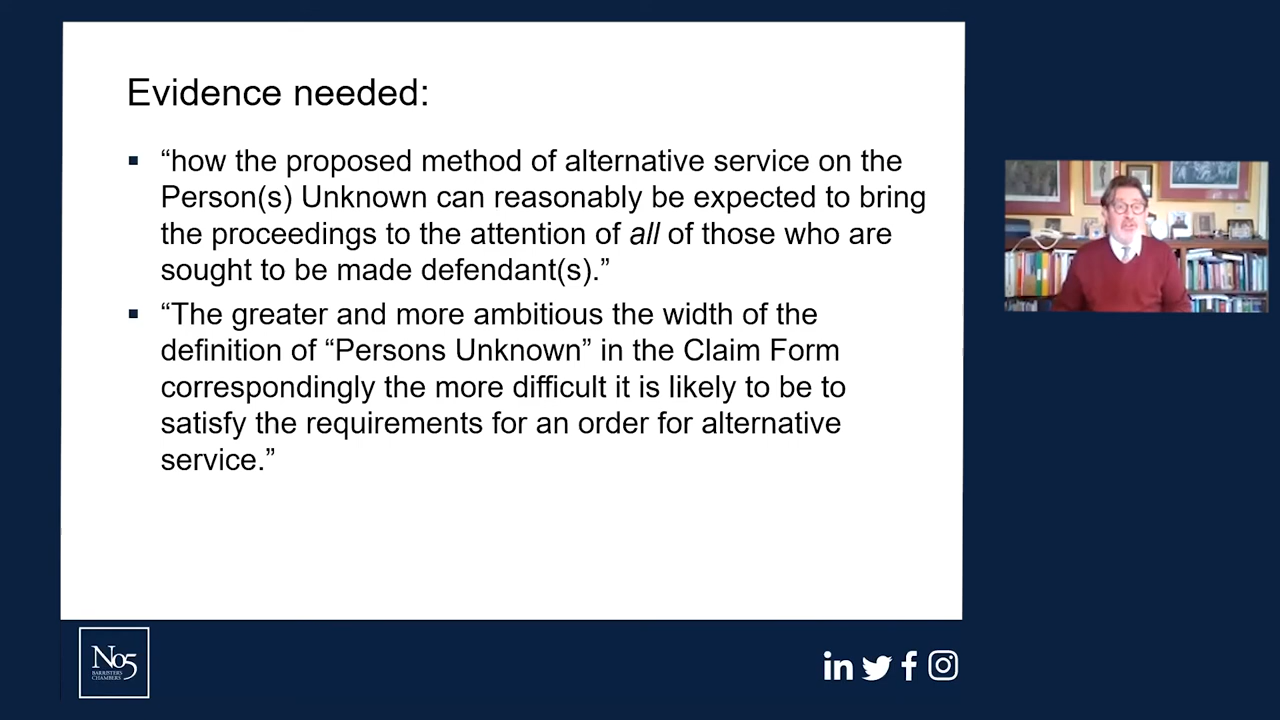 Evidence needed:
▪ “how the proposed method of alternative service on the
Person(s) Unknown can reasonably be expected to bring
the proceedings to the attention of all of those who are
sought to be made defendant(s).”
▪ “The greater and more ambitious the width of the
definition of “Persons Unknown” in the Claim Form
correspondingly the more difficult it is likely to be to
satisfy the requirements for an order for alternative
service.”
No5
BARRISTERS
CHAMBERS